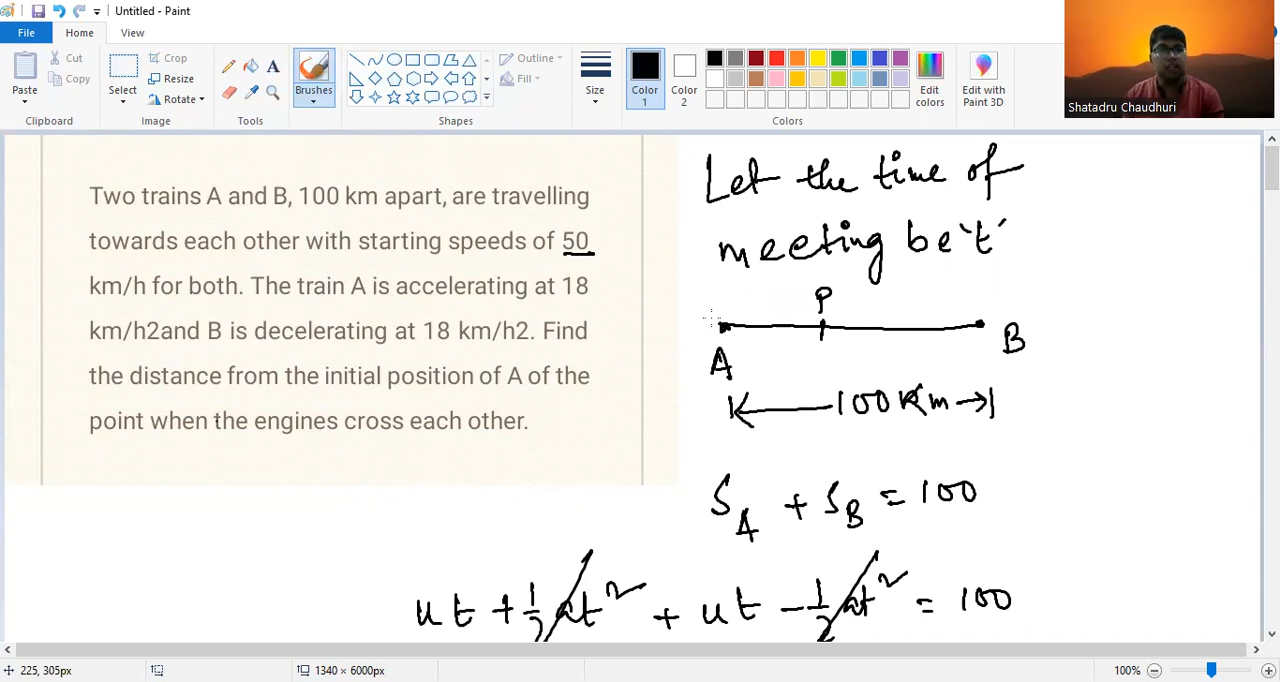 Untitled - Paint
File
Home
View
Paste
Cut
Copy
Clipboard
Select
Crop
Resize
Rotate
Image
A
Tools
Brushes
Outline
Fill
Shapes
Size
Color
1
Color
2
Colors
Edit
colors
Edit with
Paint 3D
Shatadru Chaudhuri
Two trains A and B, 100 km apart, are travelling
towards each other with starting speeds of 50
km/h for both. The train A is accelerating at 18
km/h2and B is decelerating at 18 km/h2. Find
the distance from the initial position of A of the
point when the engines cross each other.
Let the time of
meeting be 't'
P
A
B
100 Km
S_A + S_B = 100
ut + 1/2 at² + ut - 1/2 at² = 100
225, 305px
1340 × 6000px
100%